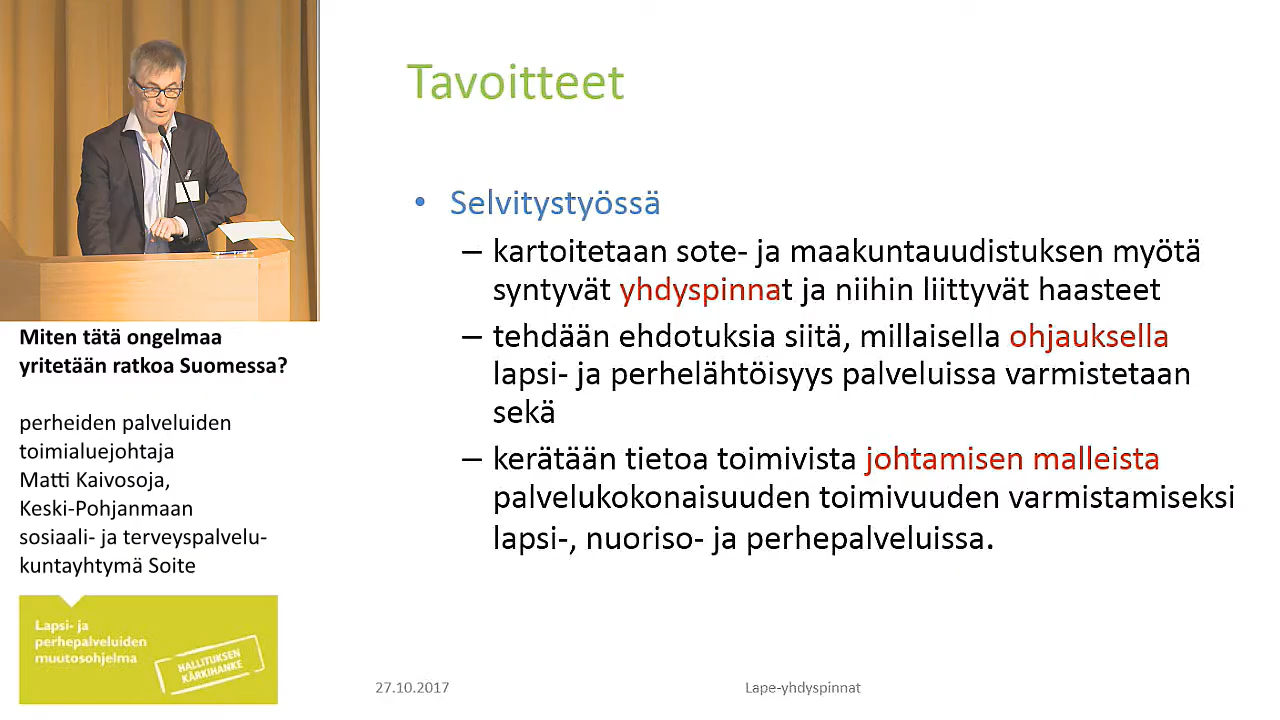 Tavoitteet
• Selvitystyössä
– kartoitetaan sote- ja maakuntauudistuksen myötä
syntyvät yhdyspinnat ja niihin liittyvät haasteet
– tehdään ehdotuksia siitä, millaisella ohjauksella
lapsi- ja perhelähtöisyys palveluissa varmistetaan
sekä
– kerätään tietoa toimivista johtamisen malleista
palvelukokonaisuuden toimivuuden varmistamiseksi
lapsi-, nuoriso- ja perhepalveluissa.
Miten tätä ongelmaa
yritetään ratkoa Suomessa?
perheiden palveluiden
toimialuejohtaja
Matti Kaivosoja,
Keski-Pohjanmaan
sosiaali- ja terveyspalvelu-
kuntayhtymä Soite
Lapsi- ja
perhepalveluiden
muutosohjelma
HALLITUKSEN
KÄRKIHANKE
27.10.2017
Lape-yhdyspinnat